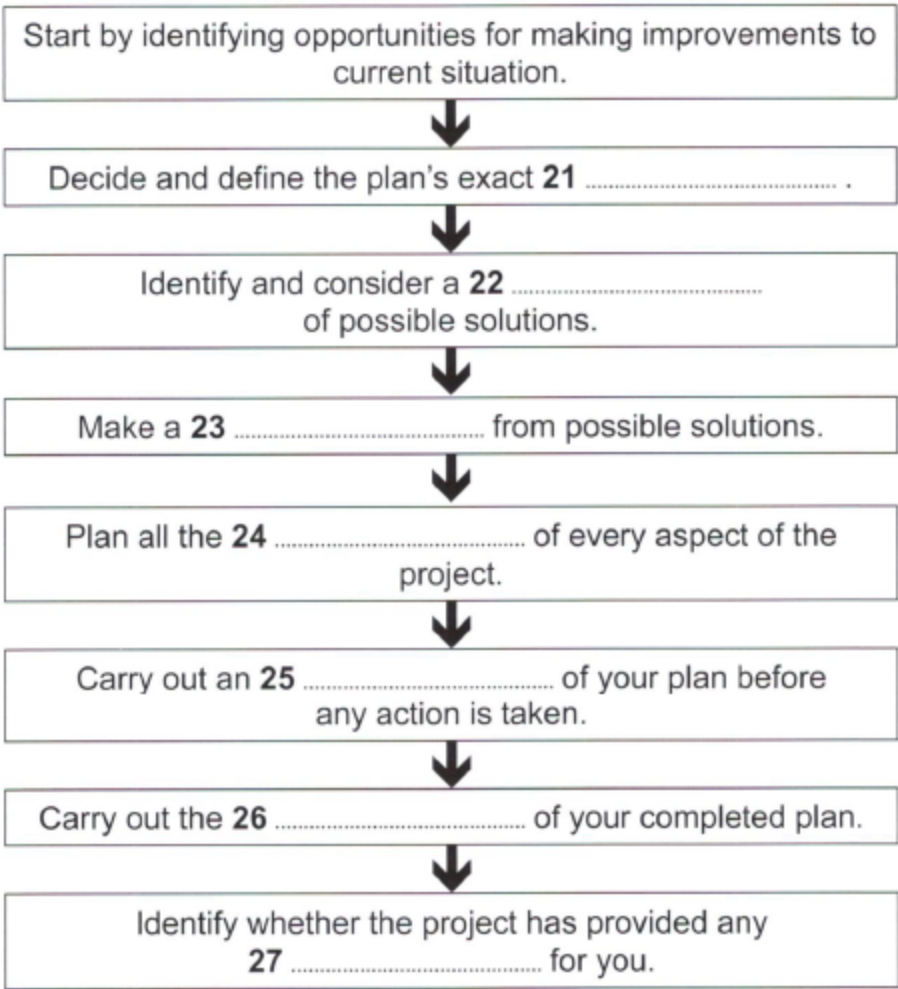 Start by identifying opportunities for making improvements to
current situation.
Decide and define the plan's exact 21 .......................................... .
Identify and consider a 22 ..........................................
of possible solutions.
Make a 23 .......................................... from possible solutions.
Plan all the 24 .......................................... of every aspect of the
project.
Carry out an 25 .......................................... of your plan before
any action is taken.
Carry out the 26 .......................................... of your completed plan.
Identify whether the project has provided any
27 .......................................... for you.